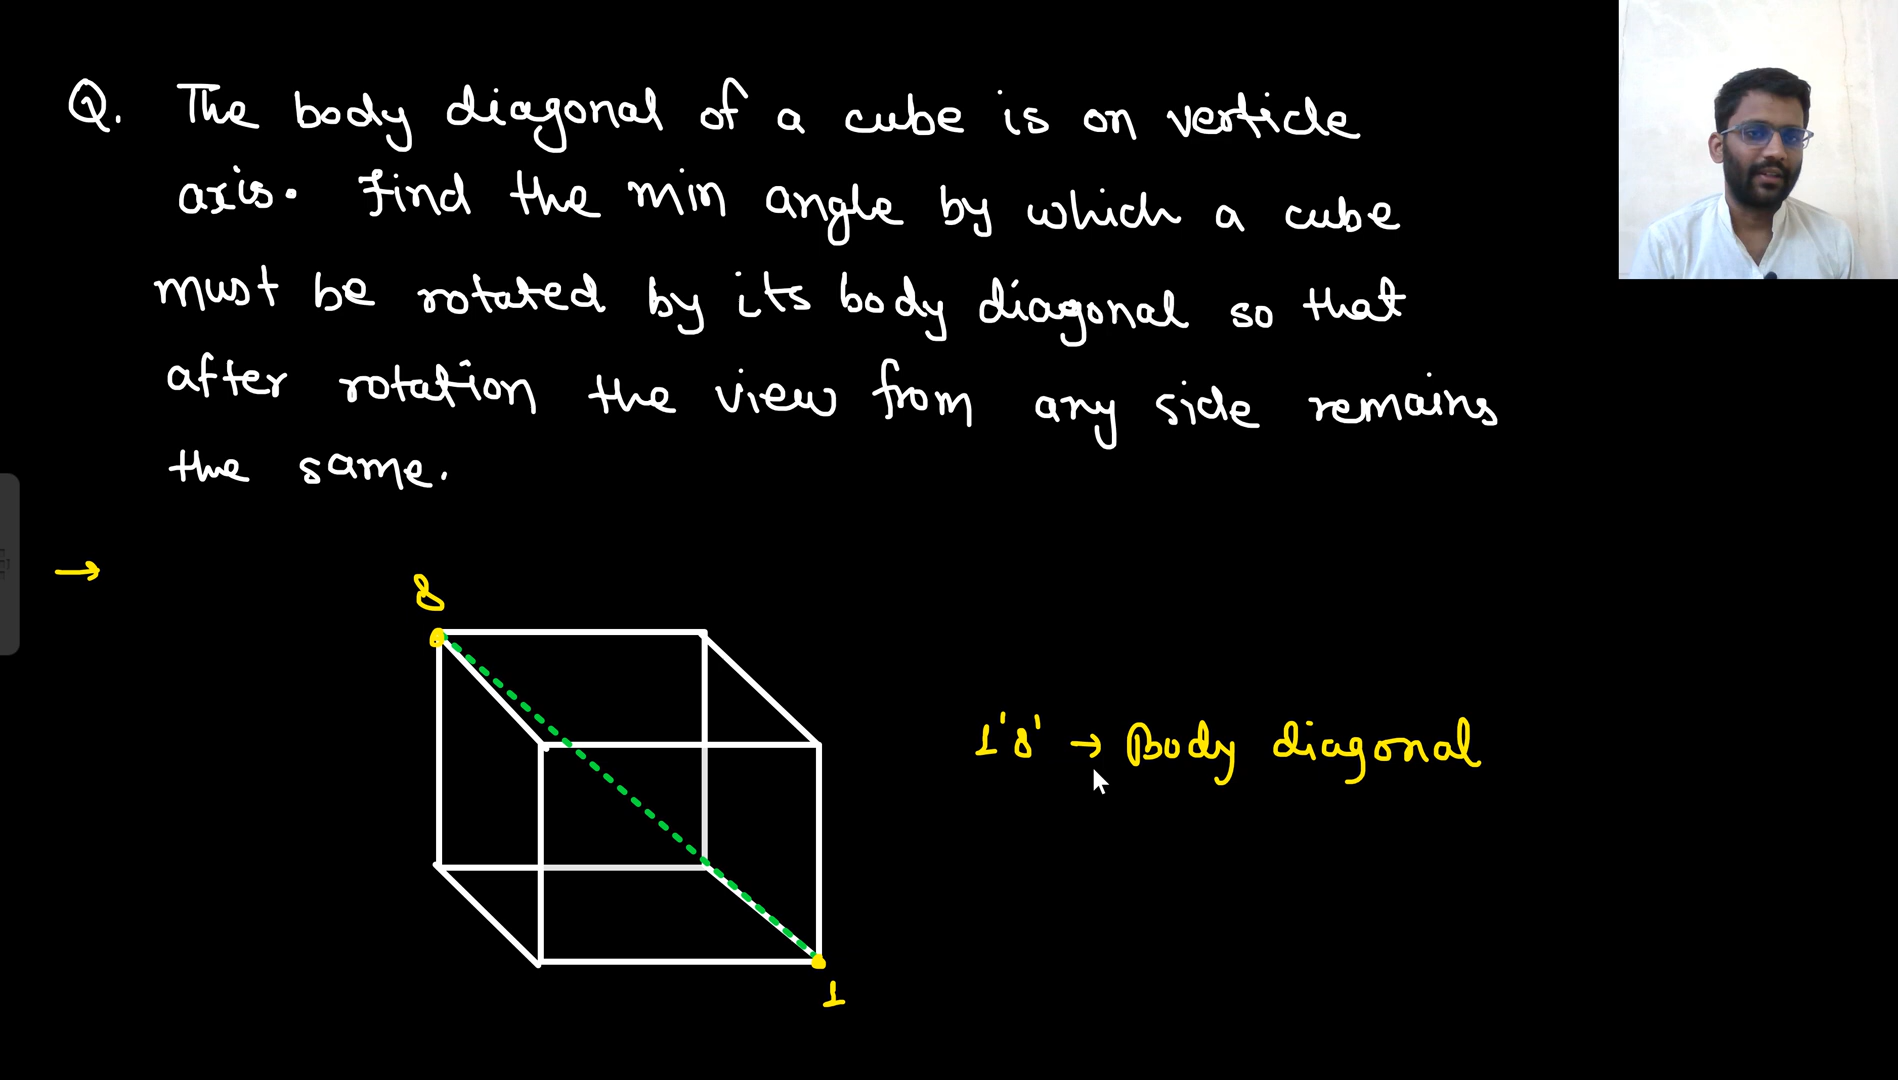 Q. The body diagonal of a cube is on verticle
axis. Find the min angle by which a cube
must be rotated by its body diagonal so that
after rotation the view from any side remains
the same.
→
8
1'8' → Body diagonal
1